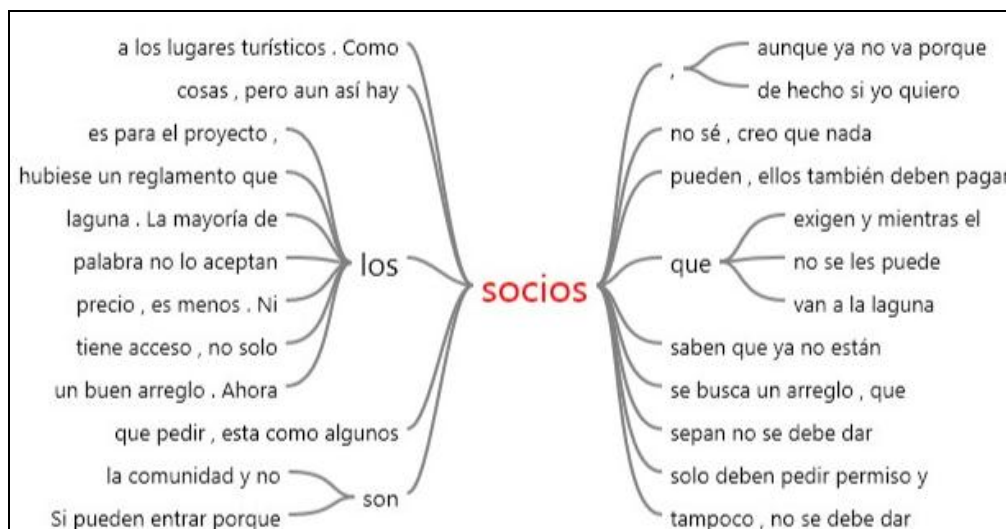 a los lugares turísticos . Como
cosas , pero aun así hay
es para el proyecto ,
hubiese un reglamento que
laguna . La mayoría de
palabra no lo aceptan
precio , es menos . Ni
tiene acceso , no solo
un buen arreglo . Ahora
los
que pedir , esta como algunos
la comunidad y no
Si pueden entrar porque
son
socios
,
aunque ya no va porque
de hecho si yo quiero
no sé , creo que nada
pueden , ellos también deben pagar
que
exigen y mientras el
no se les puede
van a la laguna
saben que ya no están
se busca un arreglo , que
sepan no se debe dar
solo deben pedir permiso y
tampoco , no se debe dar